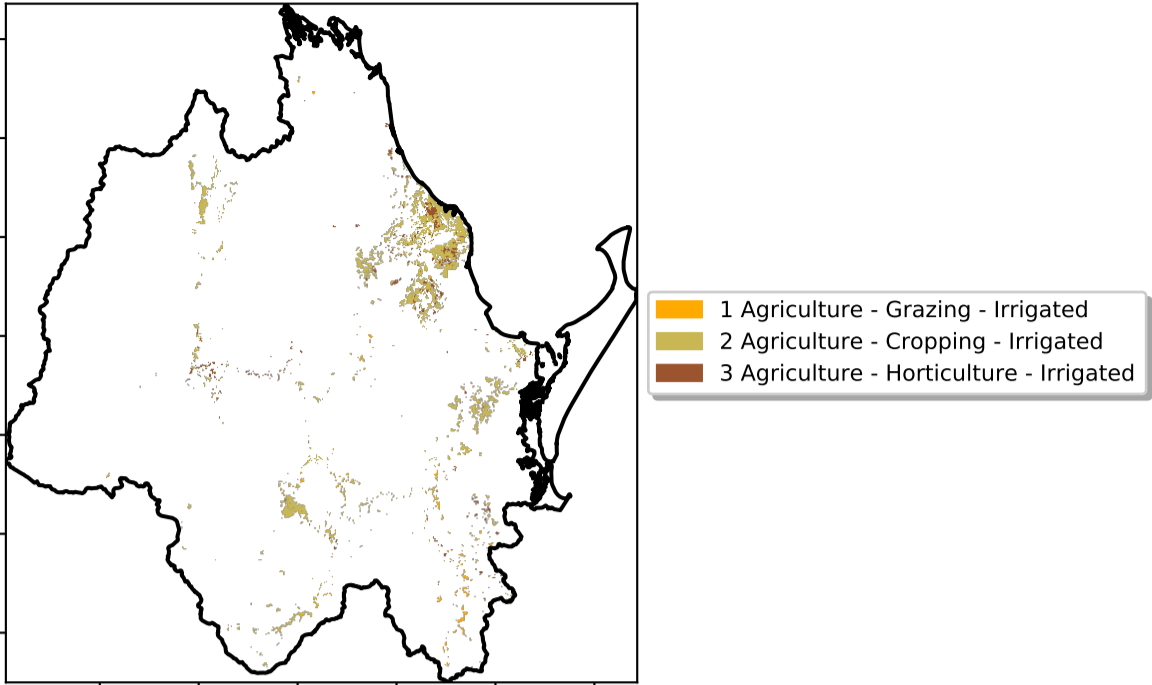 1 Agriculture - Grazing - Irrigated
2 Agriculture - Cropping - Irrigated
3 Agriculture - Horticulture - Irrigated